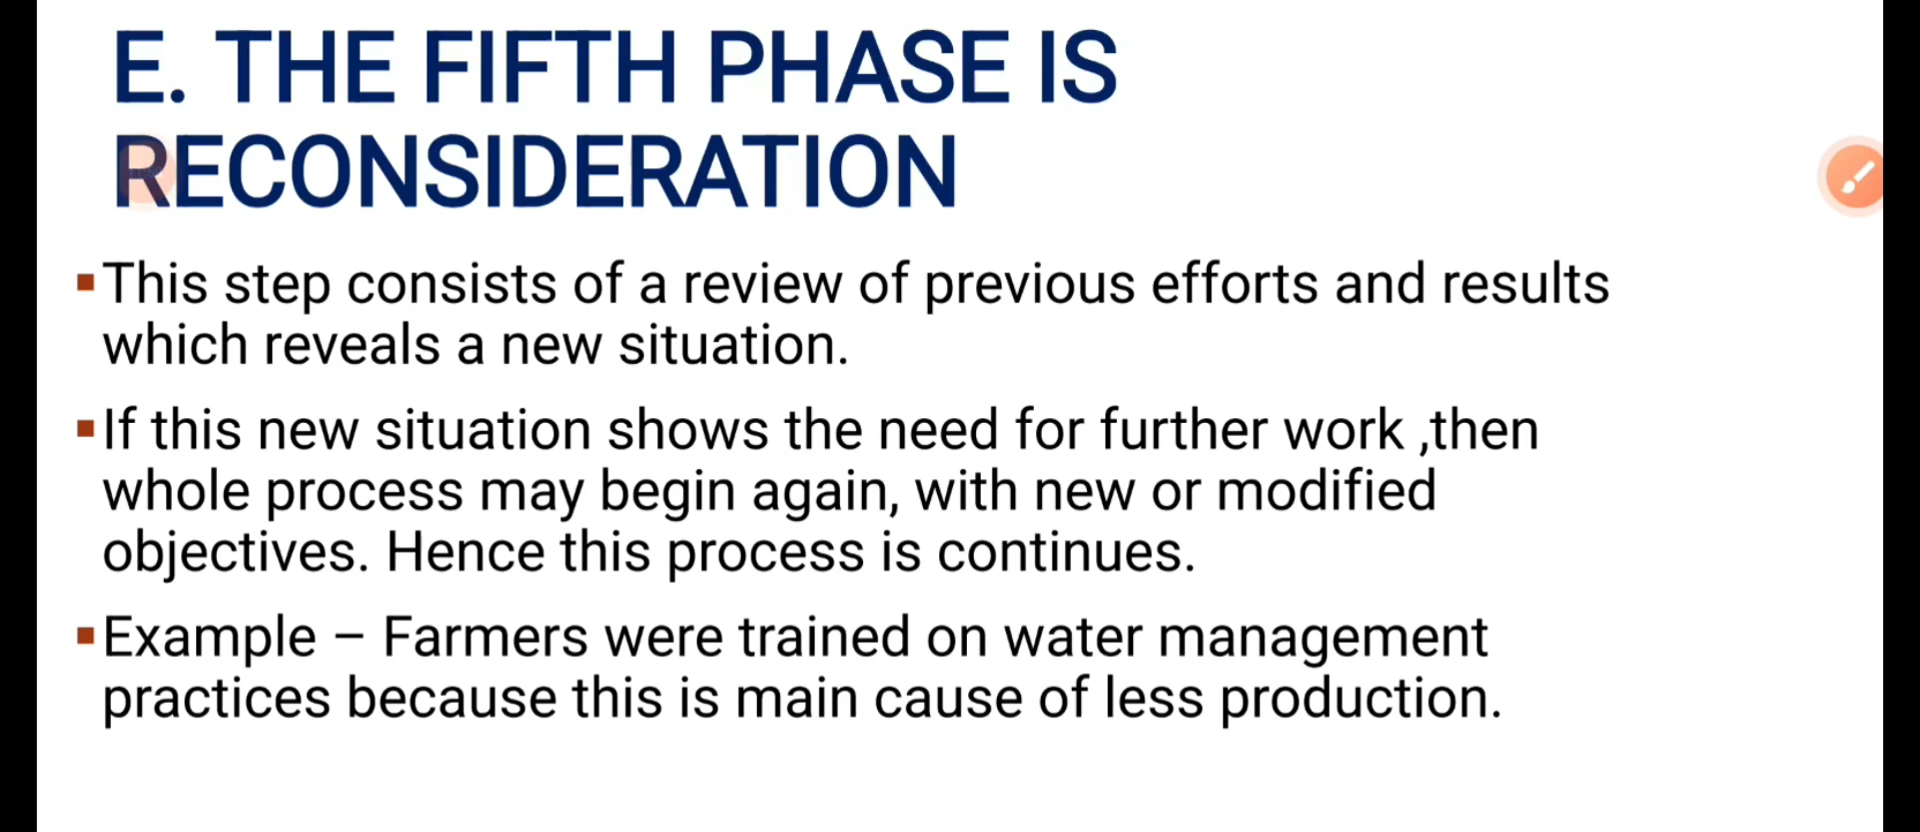 E. THE FIFTH PHASE IS
RECONSIDERATION
▪This step consists of a review of previous efforts and results
which reveals a new situation.
▪If this new situation shows the need for further work ,then
whole process may begin again, with new or modified
objectives. Hence this process is continues.
▪Example – Farmers were trained on water management
practices because this is main cause of less production.